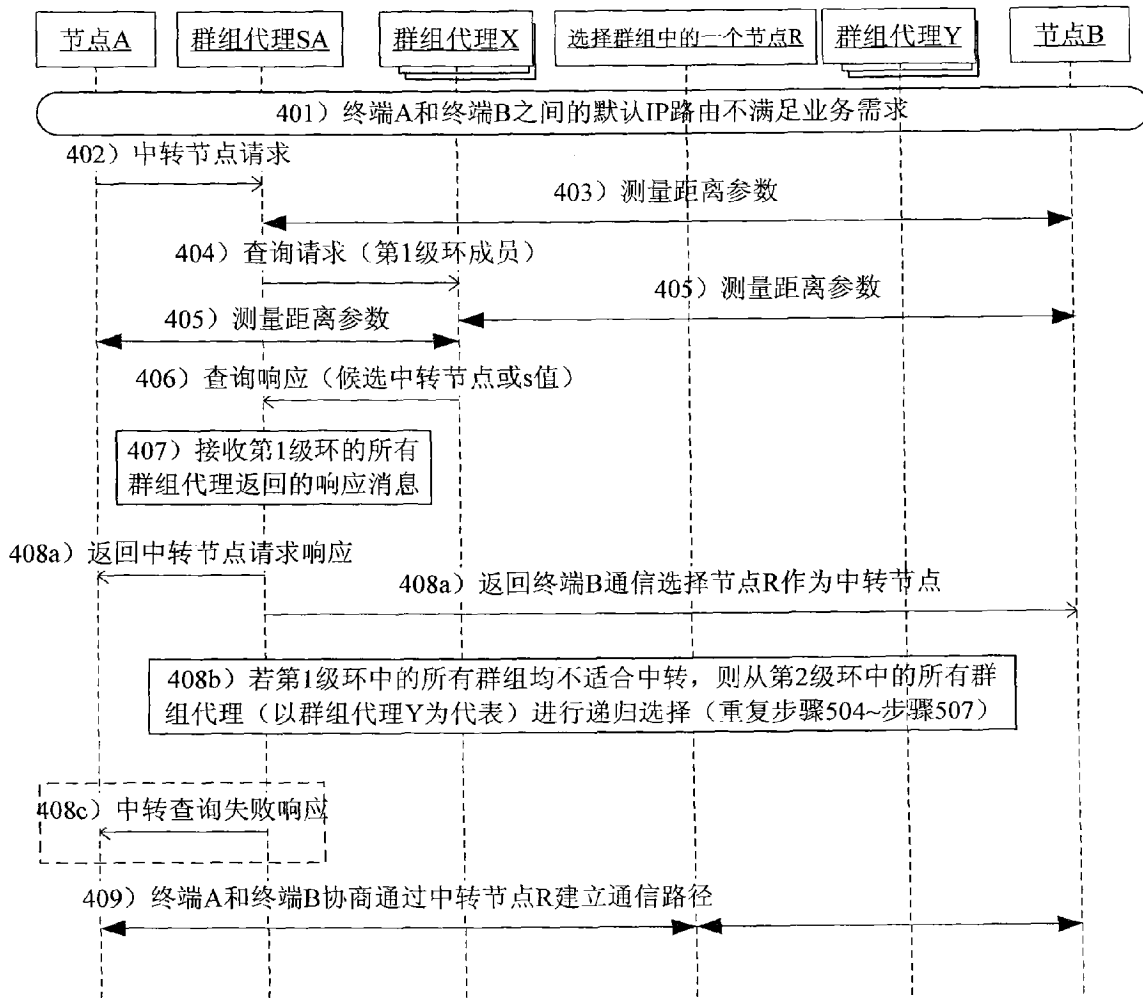 节点A
群组代理SA
群组代理X
选择群组中的一个节点R
群组代理Y
节点B
401）终端A和终端B之间的默认IP路由不满足业务需求
402）中转节点请求
403）测量距离参数
404）查询请求（第1级环成员）
405）测量距离参数
405）测量距离参数
406）查询响应（候选中转节点或s值）
407）接收第1级环的所有
群组代理返回的响应消息
408a）返回中转节点请求响应
408a）返回终端B通信选择节点R作为中转节点
408b）若第1级环中的所有群组均不适合中转，则从第2级环中的所有群
组代理（以群组代理Y为代表）进行递归选择（重复步骤504~步骤507）
408c）中转查询失败响应
409）终端A和终端B协商通过中转节点R建立通信路径